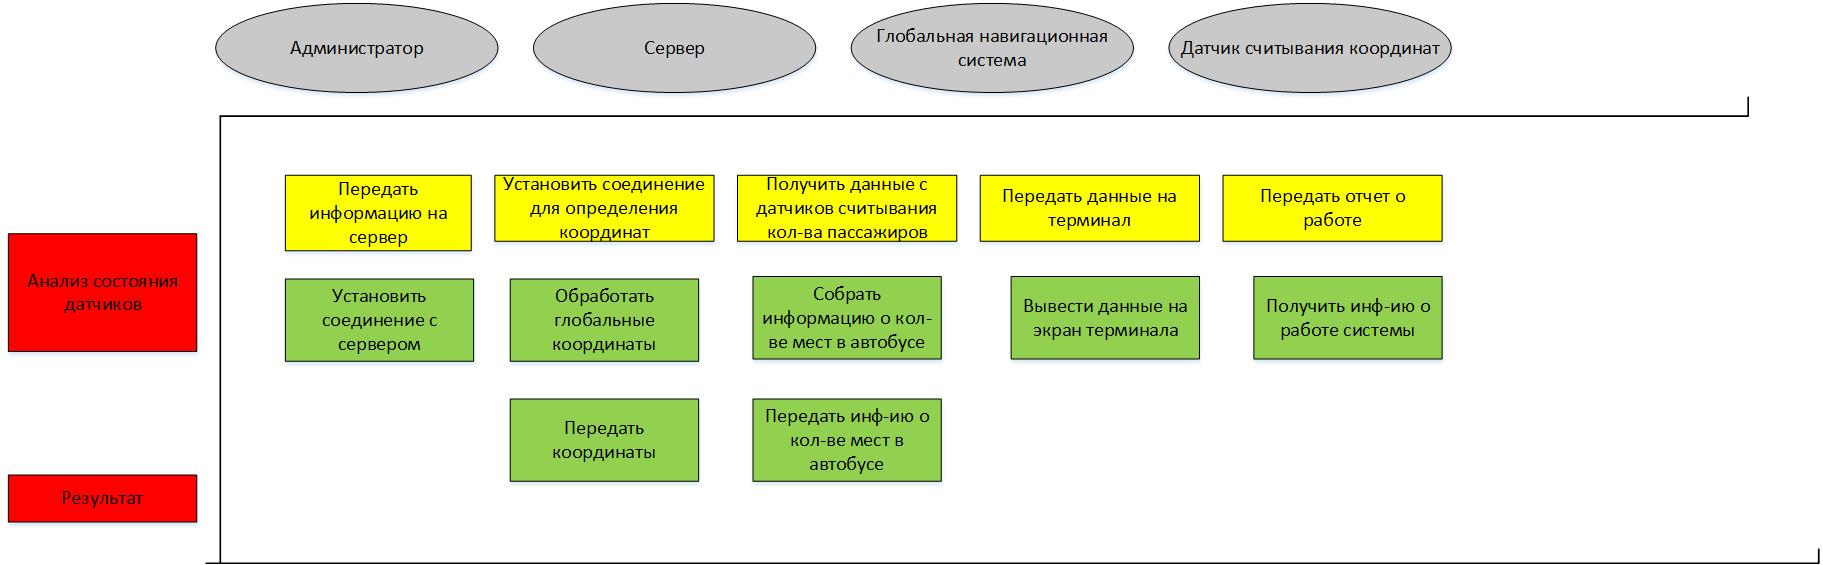 Администратор
Сервер
Глобальная навигационная
система
Датчик считывания координат
Передать
информацию на
сервер
Установить соединение
для определения
координат
Получить данные с
датчиков считывания
кол-ва пассажиров
Передать данные на
терминал
Передать отчет о
работе
Анализ состояния
датчиков
Установить
соединение с
сервером
Обработать
глобальные
координаты
Собрать
информацию о кол-
ве мест в автобусе
Вывести данные на
экран терминала
Получить инф-ию о
работе системы
Передать
координаты
Передать инф-ию о
кол-ве мест в
автобусе
Результат